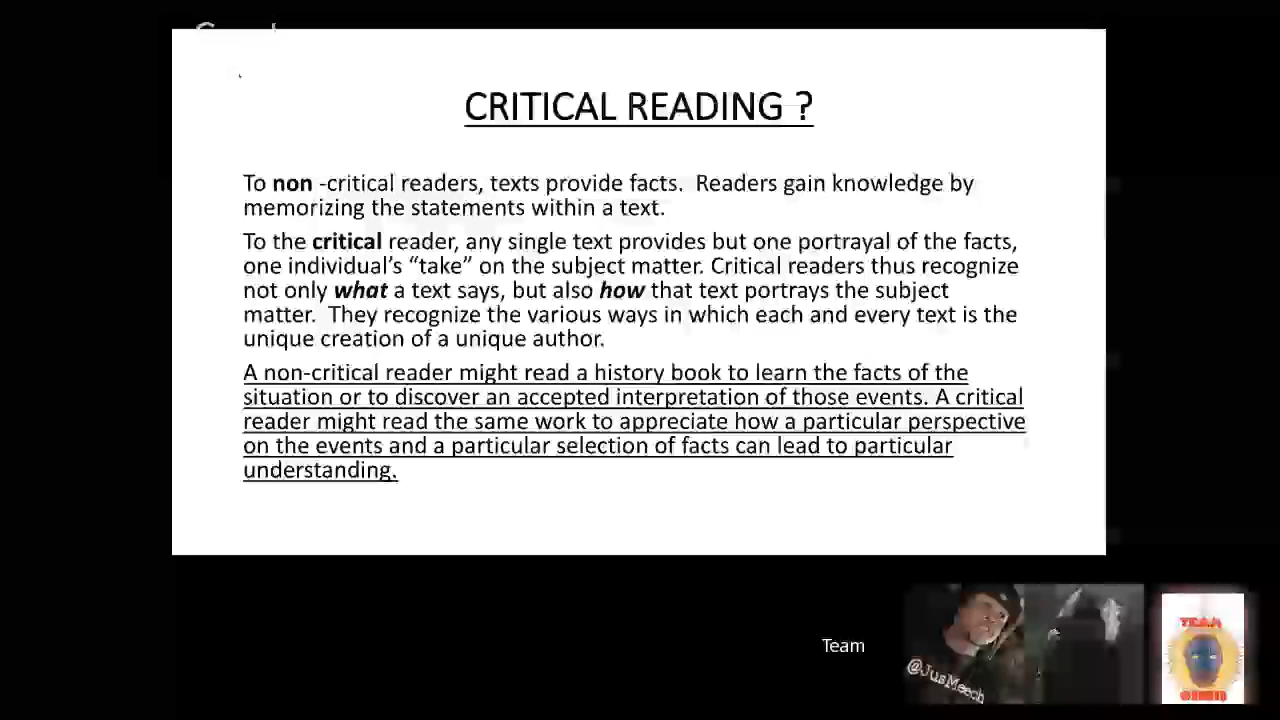 CRITICAL READING ?
To non -critical readers, texts provide facts.  Readers gain knowledge by
memorizing the statements within a text.
To the critical reader, any single text provides but one portrayal of the facts,
one individual's “take” on the subject matter. Critical readers thus recognize
not only what a text says, but also how that text portrays the subject
matter.  They recognize the various ways in which each and every text is the
unique creation of a unique author.
A non-critical reader might read a history book to learn the facts of the
situation or to discover an accepted interpretation of those events. A critical
reader might read the same work to appreciate how a particular perspective
on the events and a particular selection of facts can lead to particular
understanding.
Team
@JusMeech
TEAM